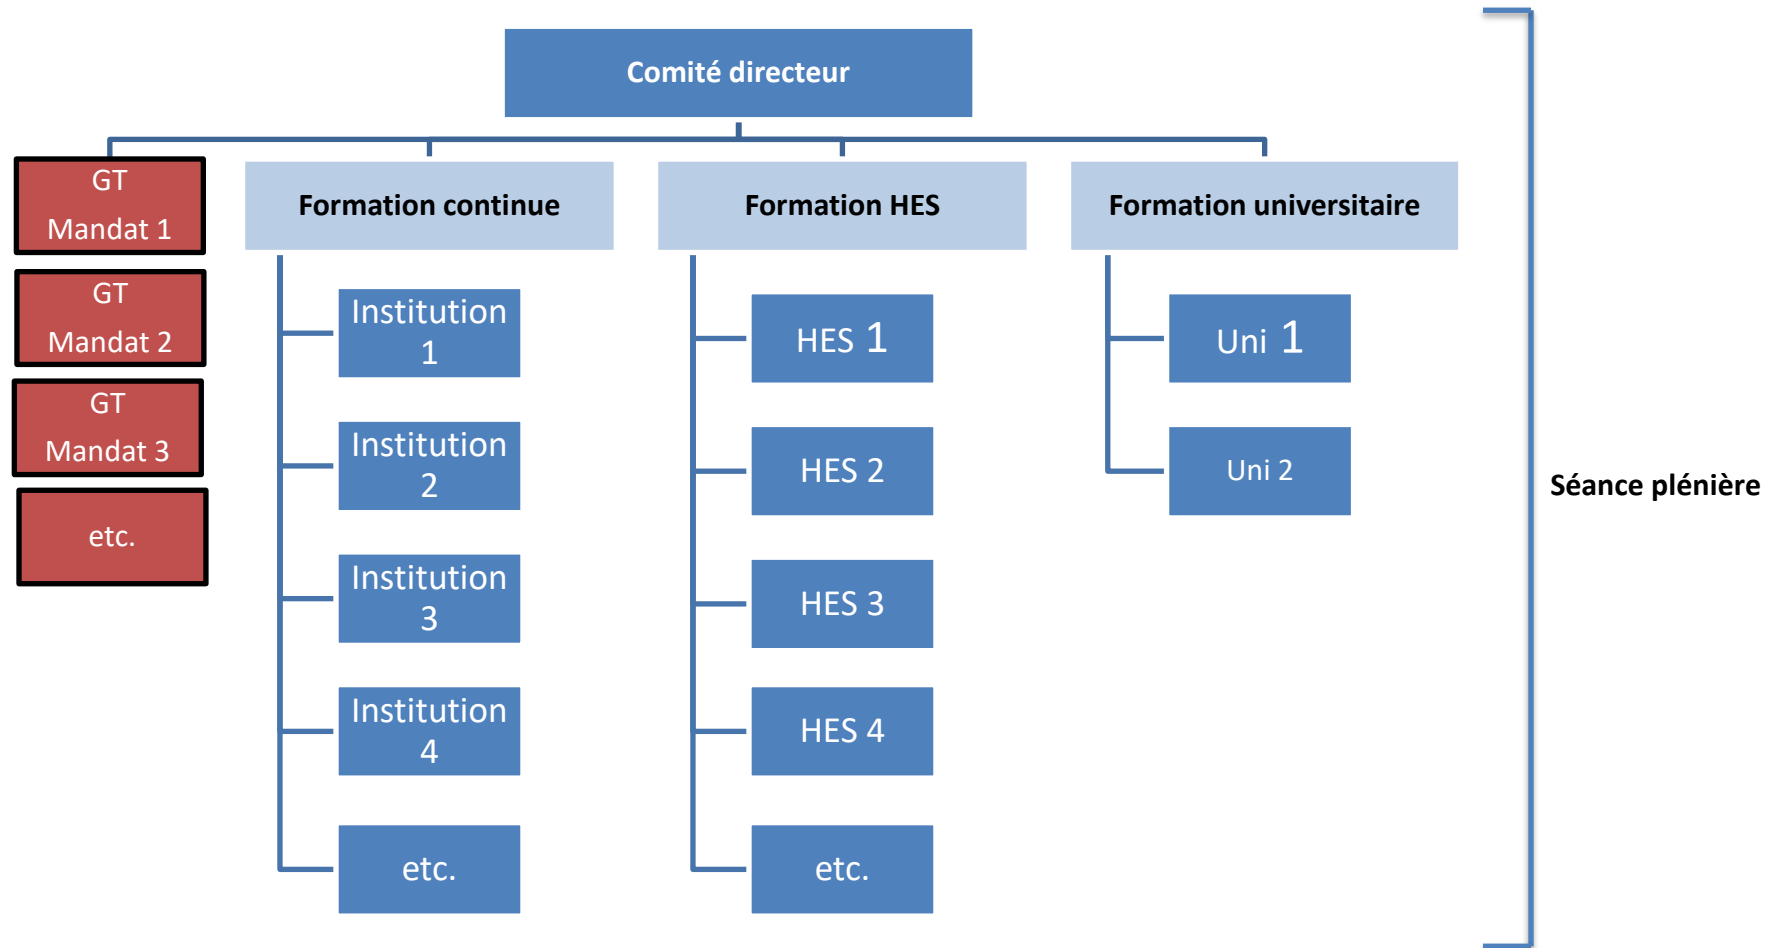 Comité directeur
GT
Mandat 1
GT
Mandat 2
GT
Mandat 3
etc.
Formation continue
Institution
1
Institution
2
Institution
3
Institution
4
etc.
Formation HES
HES 1
HES 2
HES 3
HES 4
etc.
Formation universitaire
Uni 1
Uni 2
Séance plénière